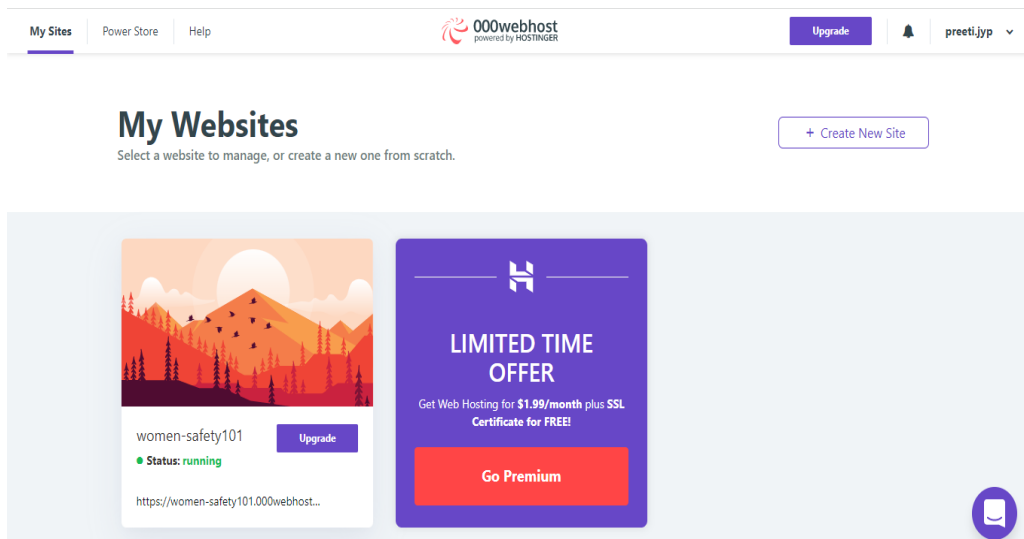 My Sites
Power Store
Help
000webhost
powered by HOSTINGER
Upgrade
preeti.jyp
My Websites
Select a website to manage, or create a new one from scratch.
+ Create New Site
women-safety101
Upgrade
Status: running
https://women-safety101.000webhost...
LIMITED TIME
OFFER
Get Web Hosting for $1.99/month plus SSL
Certificate for FREE!
Go Premium